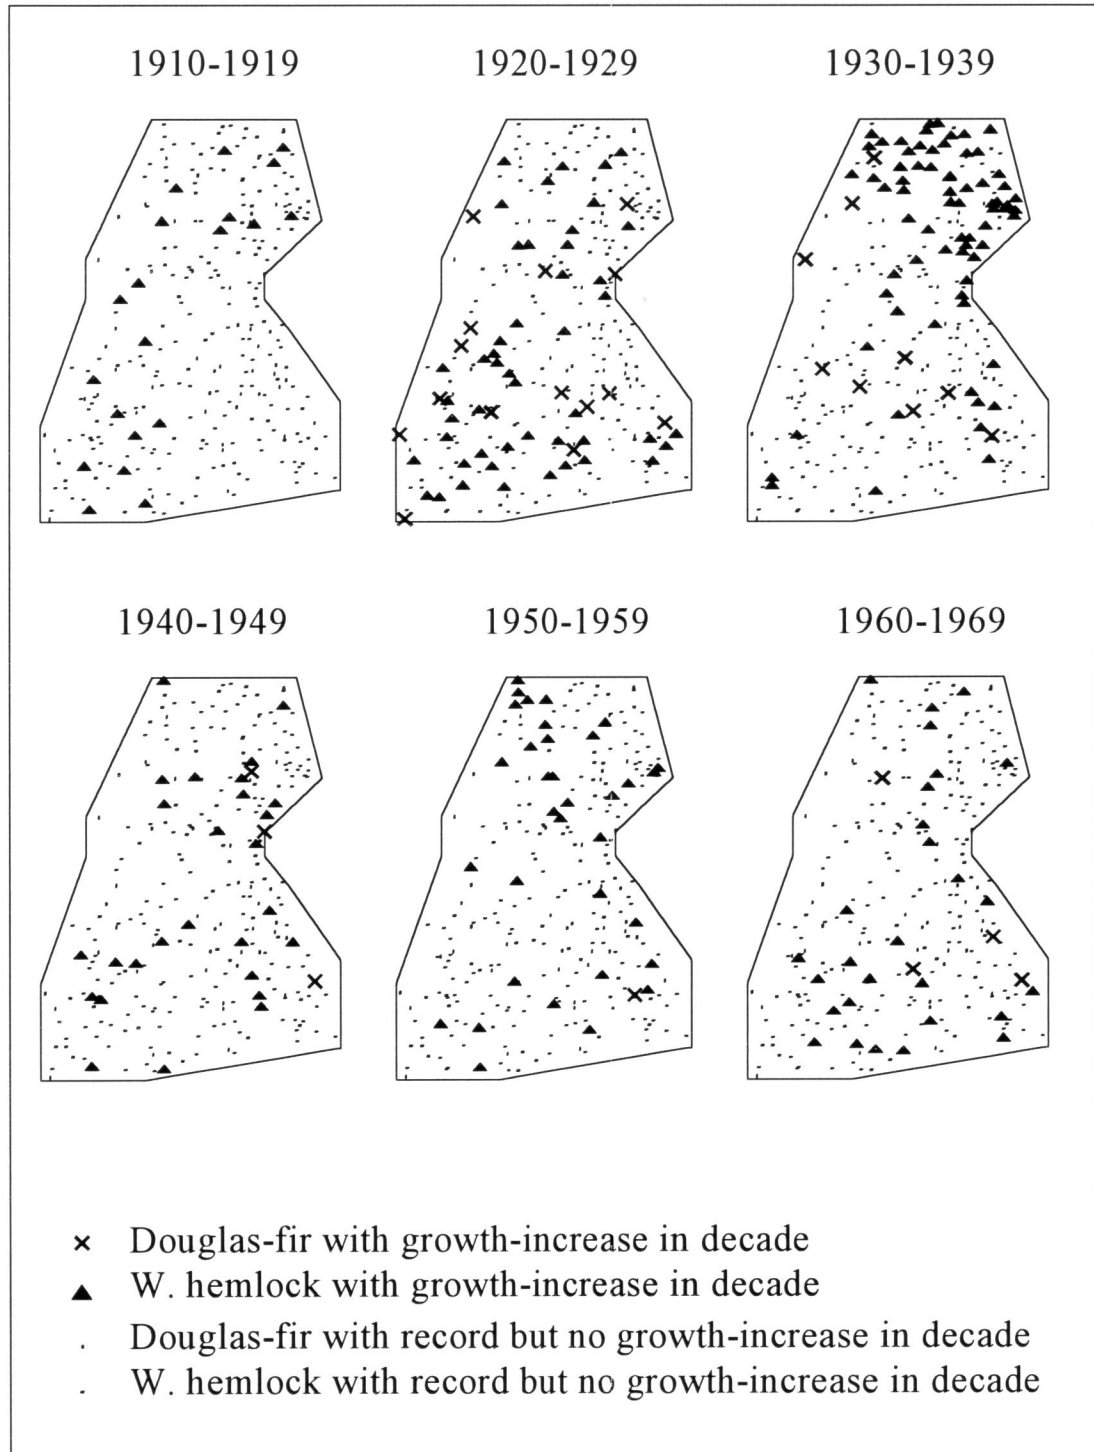 1910-1919
1920-1929
1930-1939
1940-1949
1950-1959
1960-1969
Douglas-fir with growth-increase in decade
W. hemlock with growth-increase in decade
Douglas-fir with record but no growth-increase in decade
W. hemlock with record but no growth-increase in decade